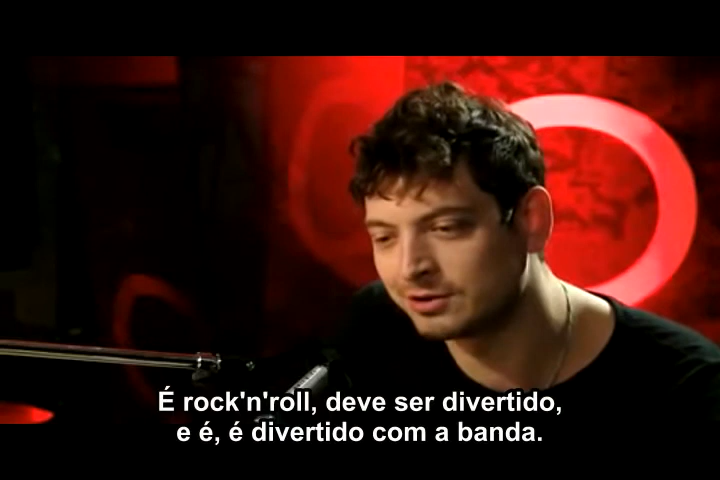 É rock'n'roll, deve ser divertido,
e é, é divertido com a banda.